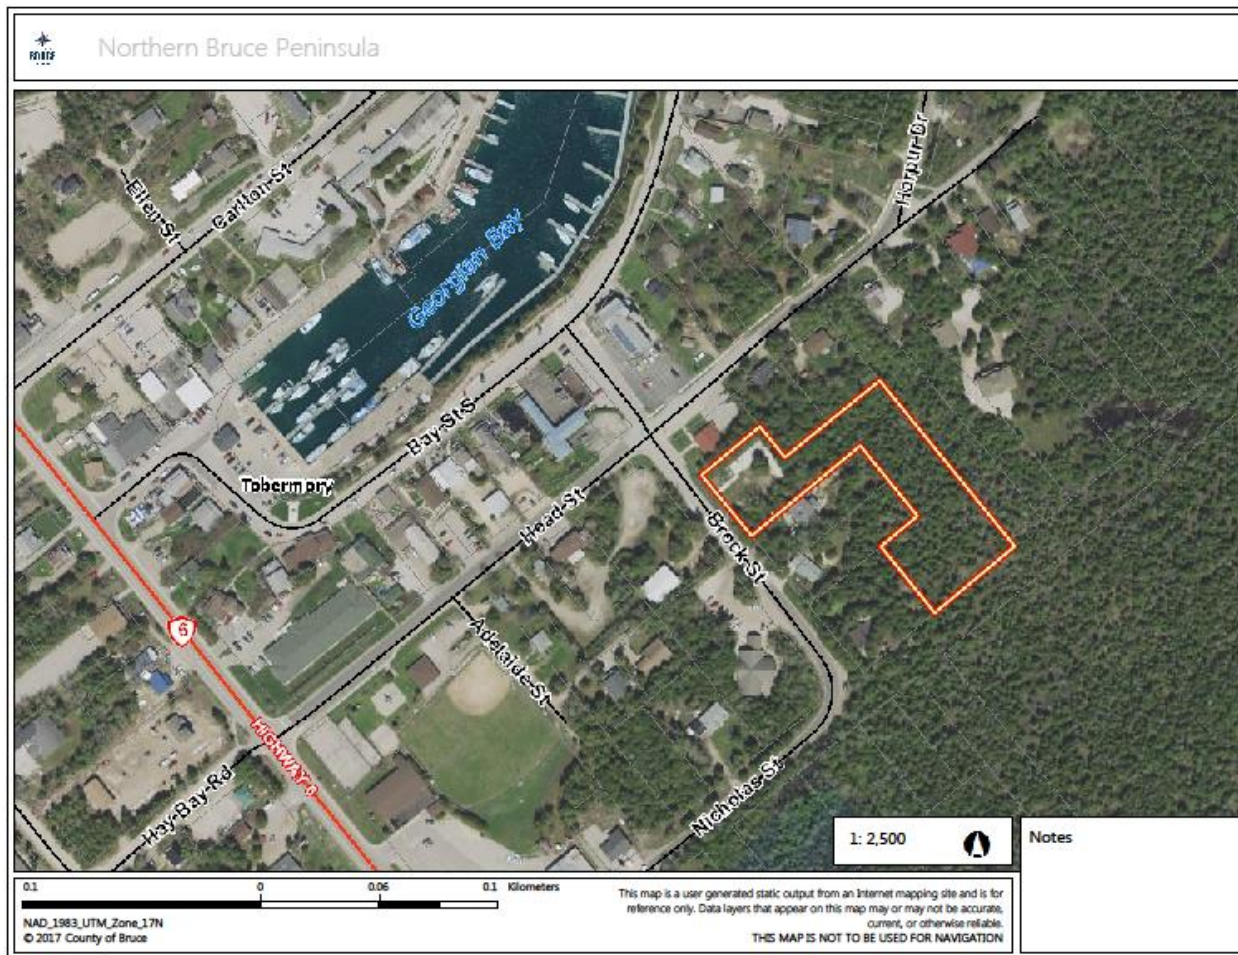 BRUCE
Northern Bruce Peninsula
Harpur Dr
Elien St
Carlton St
Georgian Bay
Bay St S
Tobermory
Head St
Brock St
6
Adelaide St
HIGHWAY 6
Hay Bay Rd
Nicholas St
1: 2,500
Notes
0.1 0 0.06 0.1 Kilometers
NAD_1983_UTM_Zone_17N
© 2017 County of Bruce
This map is a user generated static output from an Internet mapping site and is for
reference only. Data layers that appear on this map may or may not be accurate,
current, or otherwise reliable.
THIS MAP IS NOT TO BE USED FOR NAVIGATION